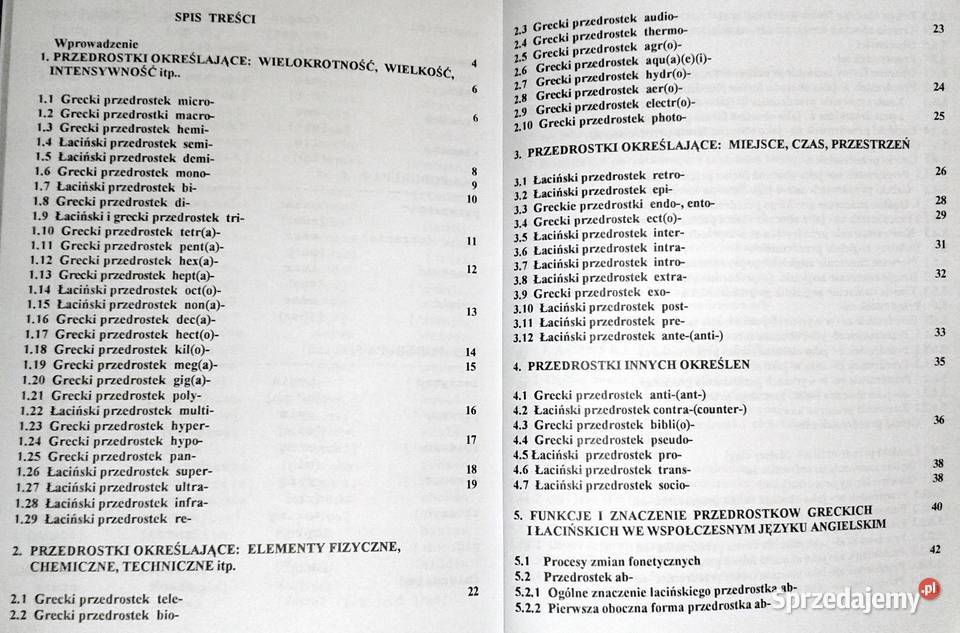 SPIS TREŚCI
Wprowadzenie 4
1. PRZEDROSTKI OKREŚLAJĄCE: WIELOKROTNOŚĆ, WIELKOŚĆ,
INTENSYWNOŚĆ itp.. 6
1.1 Grecki przedrostek micro- 6
1.2 Grecki przedrostki macro-
1.3 Grecki przedrostek hemi-
1.4 Łaciński przedrostek semi-
1.5 Łaciński przedrostek demi-
1.6 Grecki przedrostek mono- 8
1.7 Łaciński przedrostek bi- 9
1.8 Grecki przedrostek di- 10
1.9 Łaciński i grecki przedrostek tri-
1.10 Grecki przedrostek tetr(a)-
1.11 Grecki przedrostek pent(a)- 11
1.12 Grecki przedrostek hex(a)-
1.13 Grecki przedrostek hept(a)- 12
1.14 Łaciński przedrostek oct(o)-
1.15 Łaciński przedrostek non(a)-
1.16 Grecki przedrostek dec(a)- 13
1.17 Grecki przedrostek hect(o)-
1.18 Grecki przedrostek kil(o)- 14
1.19 Grecki przedrostek meg(a)- 15
1.20 Grecki przedrostek gig(a)-
1.21 Grecki przedrostek poly-
1.22 Łaciński przedrostek multi- 16
1.23 Grecki przedrostek hyper-
1.24 Grecki przedrostek hypo- 17
1.25 Grecki przedrostek pan-
1.26 Łaciński przedrostek super- 18
1.27 Łaciński przedrostek ultra- 19
1.28 Łaciński przedrostek infra-
1.29 Łaciński przedrostek re-
2. PRZEDROSTKI OKREŚLAJĄCE: ELEMENTY FIZYCZNE,
CHEMICZNE, TECHNICZNE itp. 22
2.1 Grecki przedrostek tele-
2.2 Grecki przedrostek bio-
2.3 Grecki przedrostek audio- 23
2.4 Grecki przedrostek thermo-
2.5 Grecki przedrostek agr(o)-
2.6 Grecki przedrostek aqu(a)(e)(i)-
2.7 Grecki przedrostek hydr(o)- 24
2.8 Grecki przedrostek aer(o)-
2.9 Grecki przedrostek electr(o)- 25
2.10 Grecki przedrostek photo-
3. PRZEDROSTKI OKREŚLAJĄCE: MIEJSCE, CZAS, PRZESTRZEŃ 26
3.1 Łaciński przedrostek retro-
3.2 Łaciński przedrostek epi-
3.3 Greckie przedrostki endo-, ento- 28
3.4 Grecki przedrostek ect(o)- 29
3.5 Łaciński przedrostek inter-
3.6 Łaciński przedrostek intra- 31
3.7 Łaciński przedrostek intro-
3.8 Łaciński przedrostek extra- 32
3.9 Grecki przedrostek exo-
3.10 Łaciński przedrostek post-
3.11 Łaciński przedrostek pre-
3.12 Łaciński przedrostek ante-(anti-) 33
4. PRZEDROSTKI INNYCH OKREŚLEN 35
4.1 Grecki przedrostek anti-(ant-)
4.2 Łaciński przedrostek contra-(counter-)
4.3 Grecki przedrostek bibli(o)- 36
4.4 Grecki przedrostek pseudo-
4.5 Łaciński przedrostek pro-
4.6 Łaciński przedrostek trans- 38
4.7 Łaciński przedrostek socio- 38
5. FUNKCJE I ZNACZENIE PRZEDROSTKOW GRECKICH 40
I ŁACIŃSKICH WE WSPOŁCZESNYM JĘZYKU ANGIELSKIM
5.1 Procesy zmian fonetycznych 42
5.2 Przedrostek ab-
5.2.1 Ogólne znaczenie lacińskiego przedrostka ab-
5.2.2 Pierwsza oboczna forma przedrostka ab-
Sprzedajemy.pl